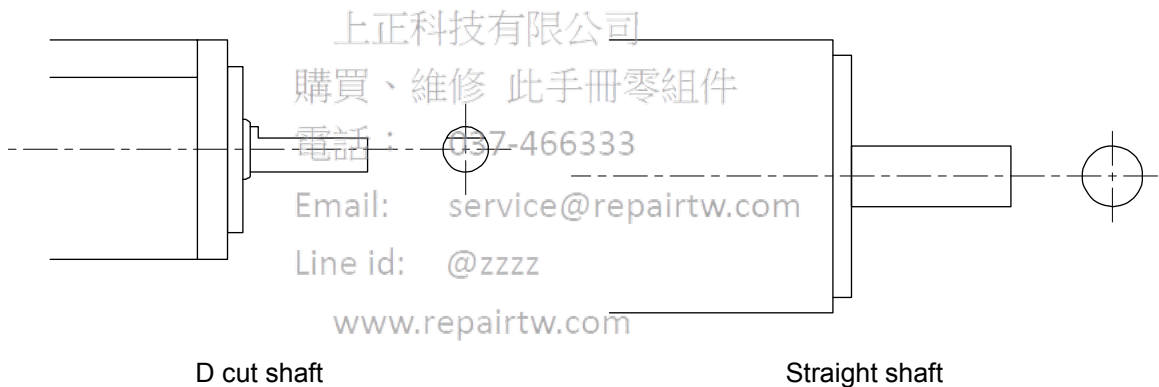 上正科技有限公司
購買、維修 此手冊零組件
電話： 037-466333
Email: service@repairtw.com
Line id: @zzzz
www.repairtw.com
D cut shaft
Straight shaft